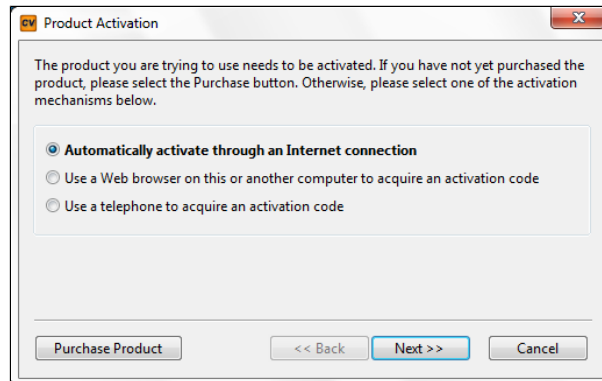 CV Product Activation
The product you are trying to use needs to be activated. If you have not yet purchased the
product, please select the Purchase button. Otherwise, please select one of the activation
mechanisms below.
Automatically activate through an Internet connection
Use a Web browser on this or another computer to acquire an activation code
Use a telephone to acquire an activation code
Purchase Product << Back Next >> Cancel